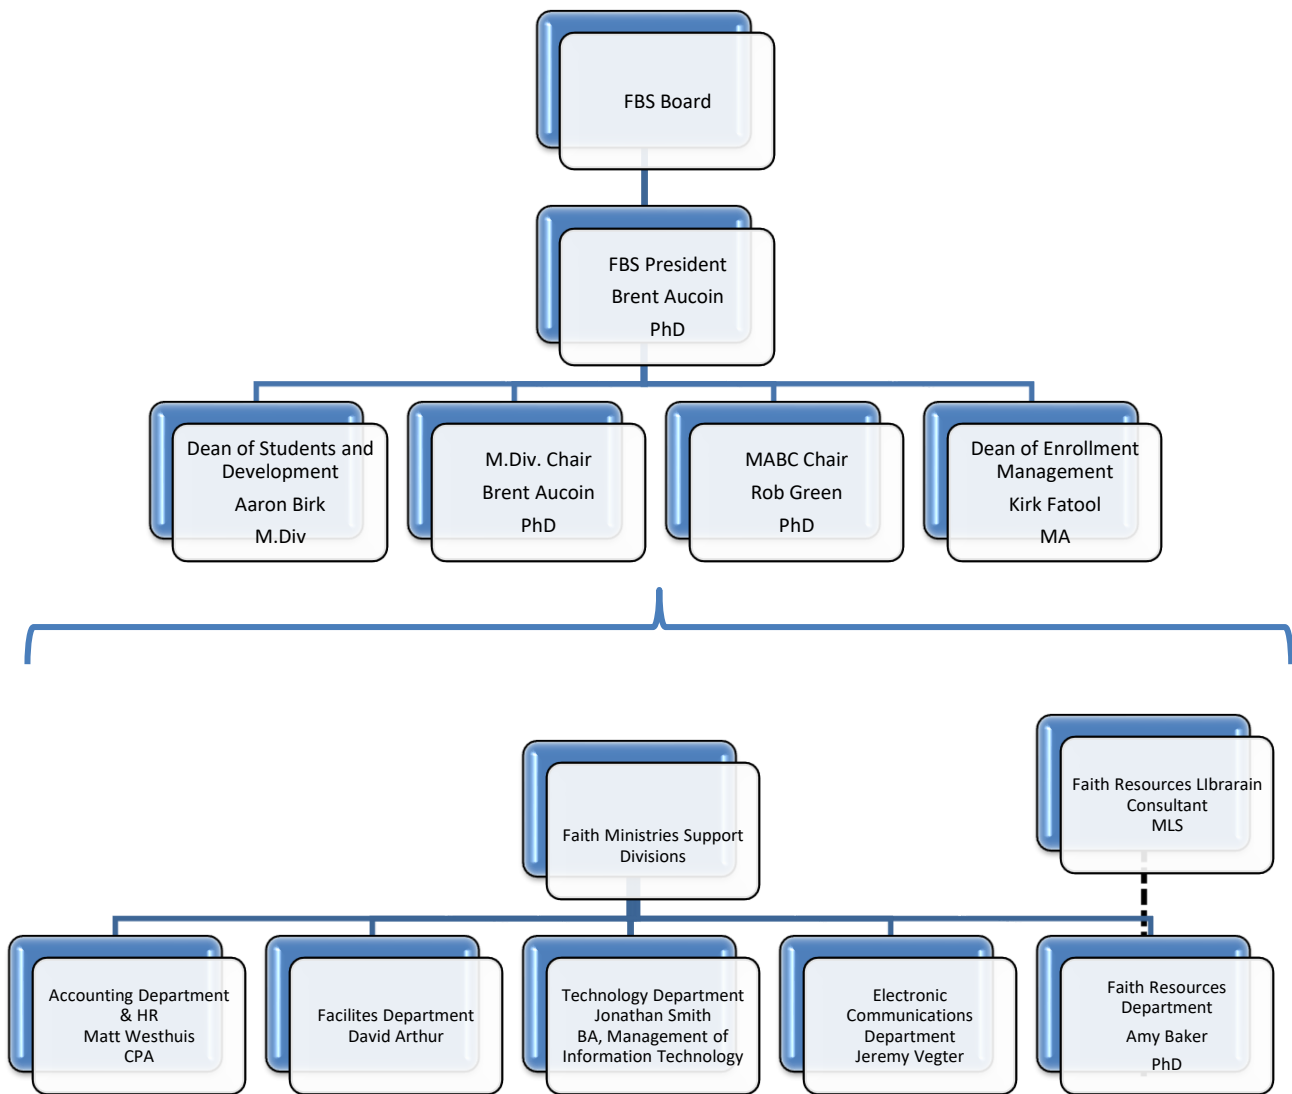 FBS Board
FBS President
Brent Aucoin
PhD
Dean of Students and
Development
Aaron Birk
M.Div
M.Div. Chair
Brent Aucoin
PhD
MABC Chair
Rob Green
PhD
Dean of Enrollment
Management
Kirk Fatool
MA
Faith Ministries Support
Divisions
Faith Resources LIbrarain
Consultant
MLS
Accounting Department
& HR
Matt Westhuis
CPA
Facilites Department
David Arthur
Technology Department
Jonathan Smith
BA, Management of
Information Technology
Electronic
Communications
Department
Jeremy Vegter
Faith Resources
Department
Amy Baker
PhD